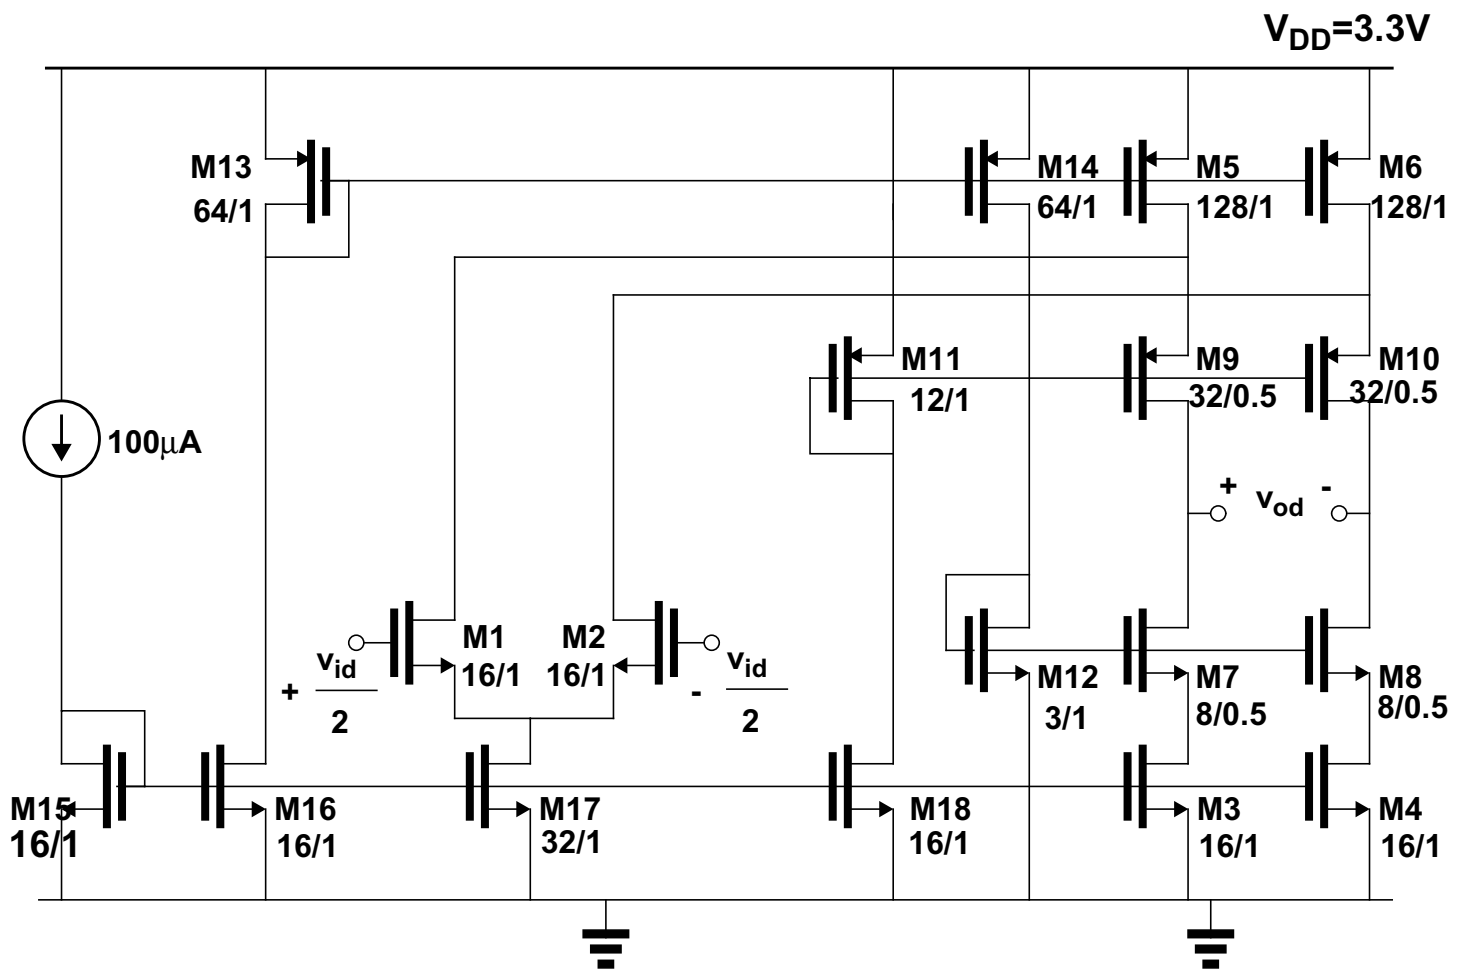 VDD=3.3V
M13
64/1
M14
64/1
M5
128/1
M6
128/1
M11
12/1
M9
32/0.5
M10
32/0.5
100μA
+ vod -
M1
16/1
M2
16/1
+ vid
2
- vid
2
M12
3/1
M7
8/0.5
M8
8/0.5
M15
16/1
M16
16/1
M17
32/1
M18
16/1
M3
16/1
M4
16/1